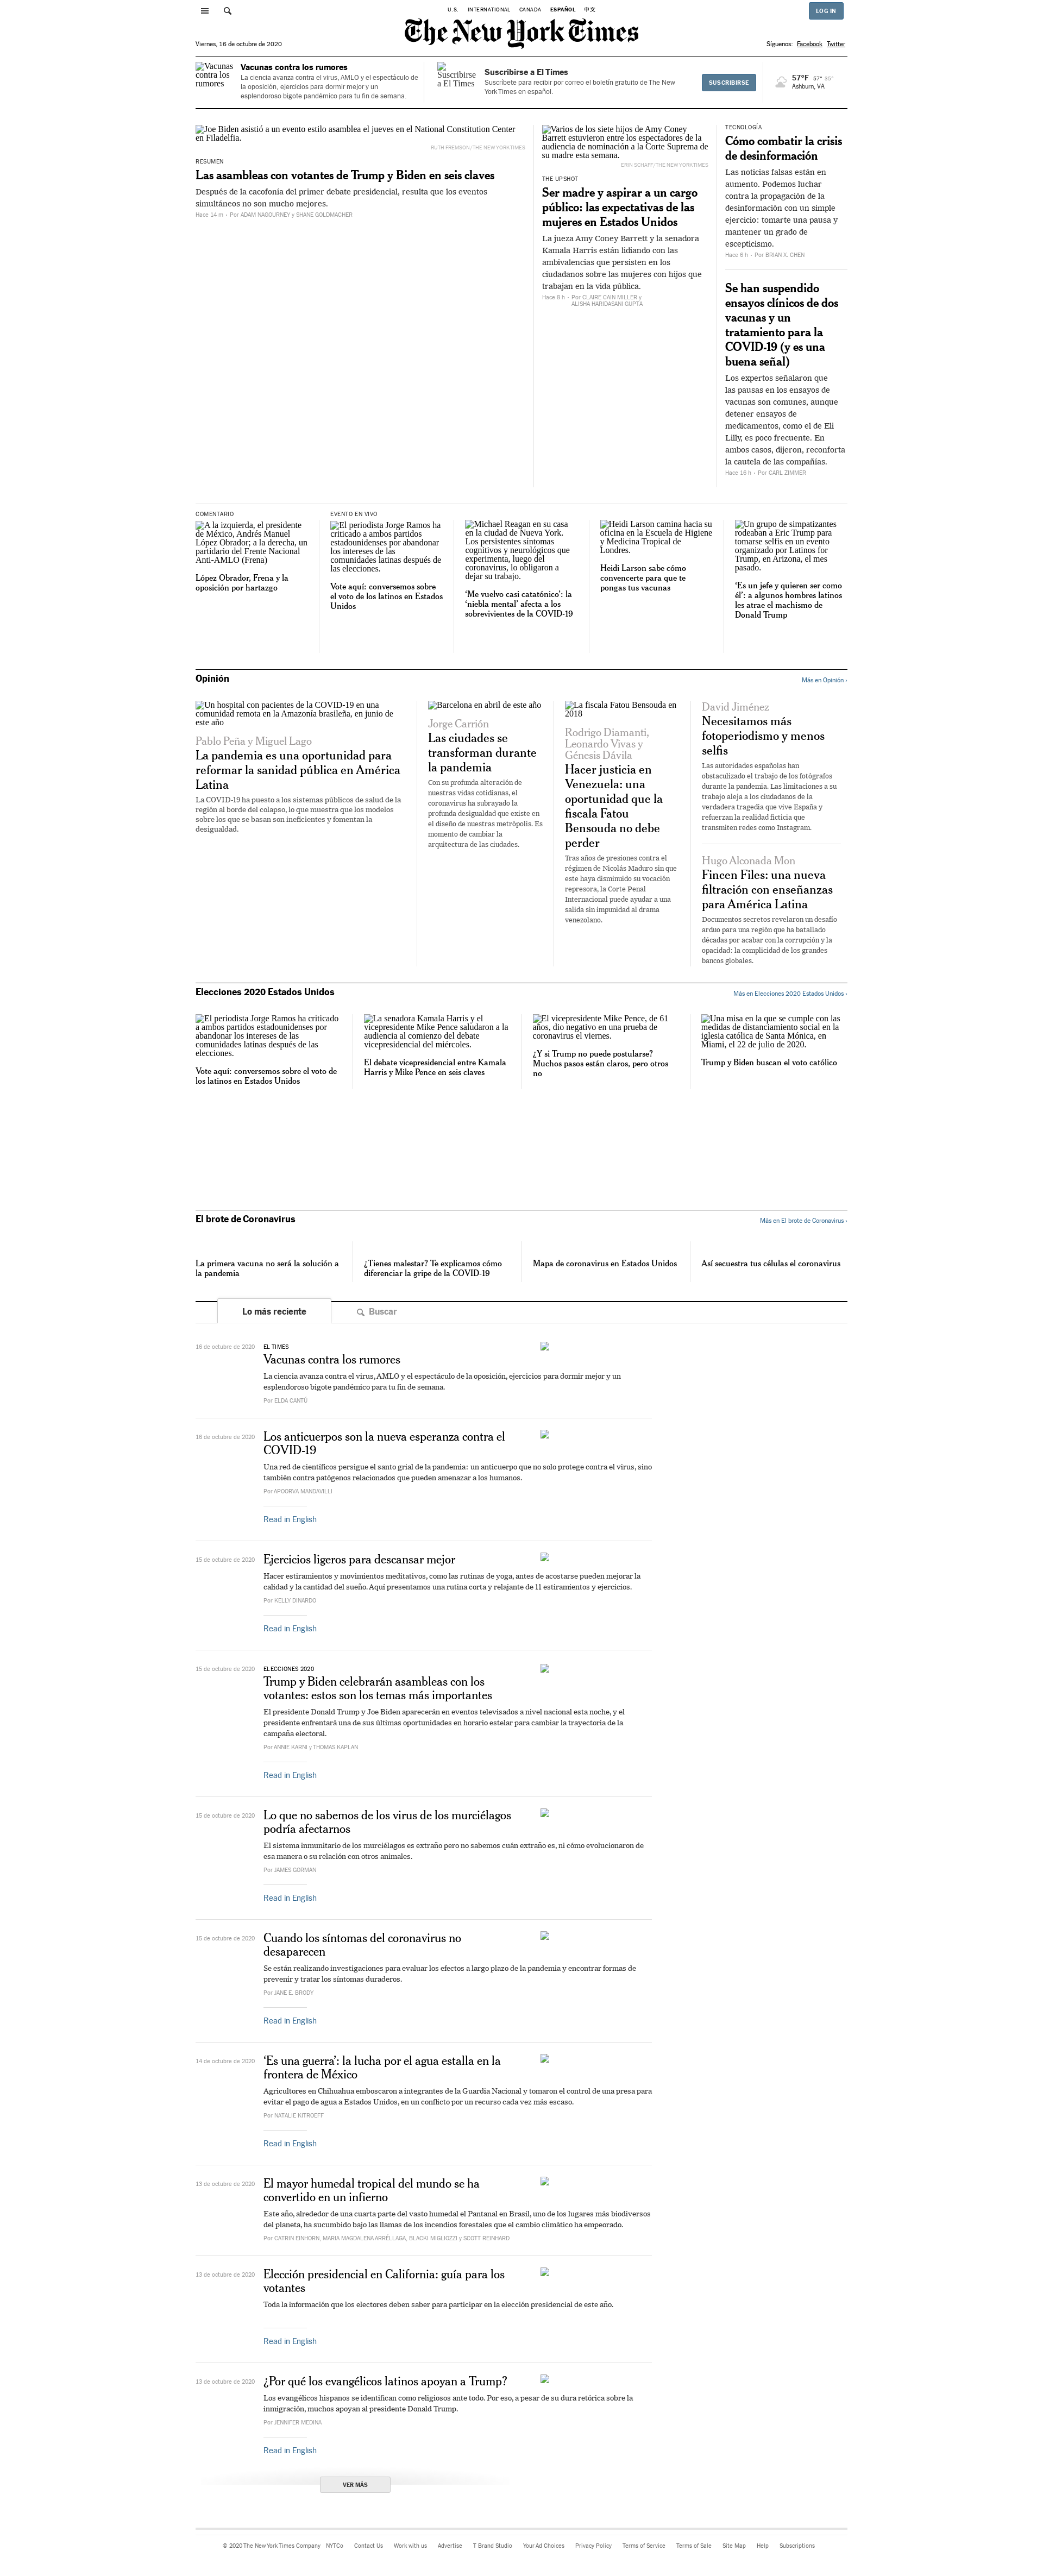 U.S. INTERNATIONAL CANADA ESPAÑOL 中文
LOG IN
The New York Times
Viernes, 16 de octubre de 2020
Síguenos: Facebook Twitter
Vacunas
contra los
rumores
Vacunas contra los rumores
La ciencia avanza contra el virus, AMLO y el espectáculo de
la oposición, ejercicios para dormir mejor y un
esplendoroso bigote pandémico para tu fin de semana.
Suscribirse
a El Times
Suscribirse a El Times
Suscríbete para recibir por correo el boletín gratuito de The New
York Times en español.
SUSCRIBIRSE
57°F 57° 35°
Ashburn, VA
Joe Biden asistió a un evento estilo asamblea el jueves en el National Constitution Center
en Filadelfia.
RUTH FREMSON/THE NEW YORK TIMES
RESUMEN
Las asambleas con votantes de Trump y Biden en seis claves
Después de la cacofonía del primer debate presidencial, resulta que los eventos
simultáneos no son mucho mejores.
Hace 14 m • Por ADAM NAGOURNEY y SHANE GOLDMACHER
Varios de los siete hijos de Amy Coney
Barrett estuvieron entre los espectadores de la
audiencia de nominación a la Corte Suprema de
su madre esta semana.
ERIN SCHAFF/THE NEW YORK TIMES
THE UPSHOT
Ser madre y aspirar a un cargo
público: las expectativas de las
mujeres en Estados Unidos
La jueza Amy Coney Barrett y la senadora
Kamala Harris están lidiando con las
ambivalencias que persisten en los
ciudadanos sobre las mujeres con hijos que
trabajan en la vida pública.
Hace 8 h • Por CLAIRE CAIN MILLER y
ALISHA HARIDASANI GUPTA
TECNOLOGÍA
Cómo combatir la crisis
de desinformación
Las noticias falsas están en
aumento. Podemos luchar
contra la propagación de la
desinformación con un simple
ejercicio: tomarte una pausa y
mantener un grado de
escepticismo.
Hace 6 h • Por BRIAN X. CHEN
Se han suspendido
ensayos clínicos de dos
vacunas y un
tratamiento para la
COVID-19 (y es una
buena señal)
Los expertos señalaron que
las pausas en los ensayos de
vacunas son comunes, aunque
detener ensayos de
medicamentos, como el de Eli
Lilly, es poco frecuente. En
ambos casos, dijeron, reconforta
la cautela de las compañías.
Hace 16 h • Por CARL ZIMMER
COMENTARIO
A la izquierda, el presidente
de México, Andrés Manuel
López Obrador; a la derecha, un
partidario del Frente Nacional
Anti-AMLO (Frena)
López Obrador, Frena y la
oposición por hartazgo
EVENTO EN VIVO
El periodista Jorge Ramos ha
criticado a ambos partidos
estadounidenses por abandonar
los intereses de las
comunidades latinas después de
las elecciones.
Vote aquí: conversemos sobre
el voto de los latinos en Estados
Unidos
Michael Reagan en su casa
en la ciudad de Nueva York.
Los persistentes síntomas
cognitivos y neurológicos que
experimenta, luego del
coronavirus, lo obligaron a
dejar su trabajo.
‘Me vuelvo casi catatónico’: la
‘niebla mental’ afecta a los
sobrevivientes de la COVID-19
Heidi Larson camina hacia su
oficina en la Escuela de Higiene
y Medicina Tropical de
Londres.
Heidi Larson sabe cómo
convencerte para que te
pongas tus vacunas
Un grupo de simpatizantes
rodeaban a Eric Trump para
tomarse selfis en un evento
organizado por Latinos for
Trump, en Arizona, el mes
pasado.
‘Es un jefe y quieren ser como
él’: a algunos hombres latinos
les atrae el machismo de
Donald Trump
Opinión
Más en Opinión ›
Un hospital con pacientes de la COVID-19 en una
comunidad remota en la Amazonia brasileña, en junio de
este año
Pablo Peña y Miguel Lago
La pandemia es una oportunidad para
reformar la sanidad pública en América
Latina
La COVID-19 ha puesto a los sistemas públicos de salud de la
región al borde del colapso, lo que muestra que los modelos
sobre los que se basan son ineficientes y fomentan la
desigualdad.
Barcelona en abril de este año
Jorge Carrión
Las ciudades se
transforman durante
la pandemia
Con su profunda alteración de
nuestras vidas cotidianas, el
coronavirus ha subrayado la
profunda desigualdad que existe en
el diseño de nuestras metrópolis. Es
momento de cambiar la
arquitectura de las ciudades.
La fiscala Fatou Bensouda en
2018
Rodrigo Diamanti,
Leonardo Vivas y
Génesis Dávila
Hacer justicia en
Venezuela: una
oportunidad que la
fiscala Fatou
Bensouda no debe
perder
Tras años de presiones contra el
régimen de Nicolás Maduro sin que
este haya disminuido su vocación
represora, la Corte Penal
Internacional puede ayudar a una
salida sin impunidad al drama
venezolano.
David Jiménez
Necesitamos más
fotoperiodismo y menos
selfis
Las autoridades españolas han
obstaculizado el trabajo de los fotógrafos
durante la pandemia. Las limitaciones a su
trabajo aleja a los ciudadanos de la
verdadera tragedia que vive España y
refuerzan la realidad ficticia que
transmiten redes como Instagram.
Hugo Alconada Mon
Fincen Files: una nueva
filtración con enseñanzas
para América Latina
Documentos secretos revelaron un desafío
arduo para una región que ha batallado
décadas por acabar con la corrupción y la
opacidad: la complicidad de los grandes
bancos globales.
Elecciones 2020 Estados Unidos
Más en Elecciones 2020 Estados Unidos ›
El periodista Jorge Ramos ha criticado
a ambos partidos estadounidenses por
abandonar los intereses de las
comunidades latinas después de las
elecciones.
Vote aquí: conversemos sobre el voto de
los latinos en Estados Unidos
La senadora Kamala Harris y el
vicepresidente Mike Pence saludaron a la
audiencia al comienzo del debate
vicepresidencial del miércoles.
El debate vicepresidencial entre Kamala
Harris y Mike Pence en seis claves
El vicepresidente Mike Pence, de 61
años, dio negativo en una prueba de
coronavirus el viernes.
¿Y si Trump no puede postularse?
Muchos pasos están claros, pero otros
no
Una misa en la que se cumple con las
medidas de distanciamiento social en la
iglesia católica de Santa Mónica, en
Miami, el 22 de julio de 2020.
Trump y Biden buscan el voto católico
El brote de Coronavirus
Más en El brote de Coronavirus ›
La primera vacuna no será la solución a
la pandemia
¿Tienes malestar? Te explicamos cómo
diferenciar la gripe de la COVID-19
Mapa de coronavirus en Estados Unidos
Así secuestra tus células el coronavirus
Lo más reciente
Buscar
16 de octubre de 2020
EL TIMES
Vacunas contra los rumores
La ciencia avanza contra el virus, AMLO y el espectáculo de la oposición, ejercicios para dormir mejor y un
esplendoroso bigote pandémico para tu fin de semana.
Por ELDA CANTÚ
16 de octubre de 2020
Los anticuerpos son la nueva esperanza contra el
COVID-19
Una red de científicos persigue el santo grial de la pandemia: un anticuerpo que no solo protege contra el virus, sino
también contra patógenos relacionados que pueden amenazar a los humanos.
Por APOORVA MANDAVILLI
Read in English
15 de octubre de 2020
Ejercicios ligeros para descansar mejor
Hacer estiramientos y movimientos meditativos, como las rutinas de yoga, antes de acostarse pueden mejorar la
calidad y la cantidad del sueño. Aquí presentamos una rutina corta y relajante de 11 estiramientos y ejercicios.
Por KELLY DINARDO
Read in English
15 de octubre de 2020
ELECCIONES 2020
Trump y Biden celebrarán asambleas con los
votantes: estos son los temas más importantes
El presidente Donald Trump y Joe Biden aparecerán en eventos televisados a nivel nacional esta noche, y el
presidente enfrentará una de sus últimas oportunidades en horario estelar para cambiar la trayectoria de la
campaña electoral.
Por ANNIE KARNI y THOMAS KAPLAN
Read in English
15 de octubre de 2020
Lo que no sabemos de los virus de los murciélagos
podría afectarnos
El sistema inmunitario de los murciélagos es extraño pero no sabemos cuán extraño es, ni cómo evolucionaron de
esa manera o su relación con otros animales.
Por JAMES GORMAN
Read in English
15 de octubre de 2020
Cuando los síntomas del coronavirus no
desaparecen
Se están realizando investigaciones para evaluar los efectos a largo plazo de la pandemia y encontrar formas de
prevenir y tratar los síntomas duraderos.
Por JANE E. BRODY
Read in English
14 de octubre de 2020
‘Es una guerra’: la lucha por el agua estalla en la
frontera de México
Agricultores en Chihuahua emboscaron a integrantes de la Guardia Nacional y tomaron el control de una presa para
evitar el pago de agua a Estados Unidos, en un conflicto por un recurso cada vez más escaso.
Por NATALIE KITROEFF
Read in English
13 de octubre de 2020
El mayor humedal tropical del mundo se ha
convertido en un infierno
Este año, alrededor de una cuarta parte del vasto humedal el Pantanal en Brasil, uno de los lugares más biodiversos
del planeta, ha sucumbido bajo las llamas de los incendios forestales que el cambio climático ha empeorado.
Por CATRIN EINHORN, MARIA MAGDALENA ARRÉLLAGA, BLACKI MIGLIOZZI y SCOTT REINHARD
13 de octubre de 2020
Elección presidencial en California: guía para los
votantes
Toda la información que los electores deben saber para participar en la elección presidencial de este año.
Read in English
13 de octubre de 2020
¿Por qué los evangélicos latinos apoyan a Trump?
Los evangélicos hispanos se identifican como religiosos ante todo. Por eso, a pesar de su dura retórica sobre la
inmigración, muchos apoyan al presidente Donald Trump.
Por JENNIFER MEDINA
Read in English
VER MÁS
© 2020 The New York Times Company NYTCo Contact Us Work with us Advertise T Brand Studio Your Ad Choices Privacy Policy Terms of Service Terms of Sale Site Map Help Subscriptions